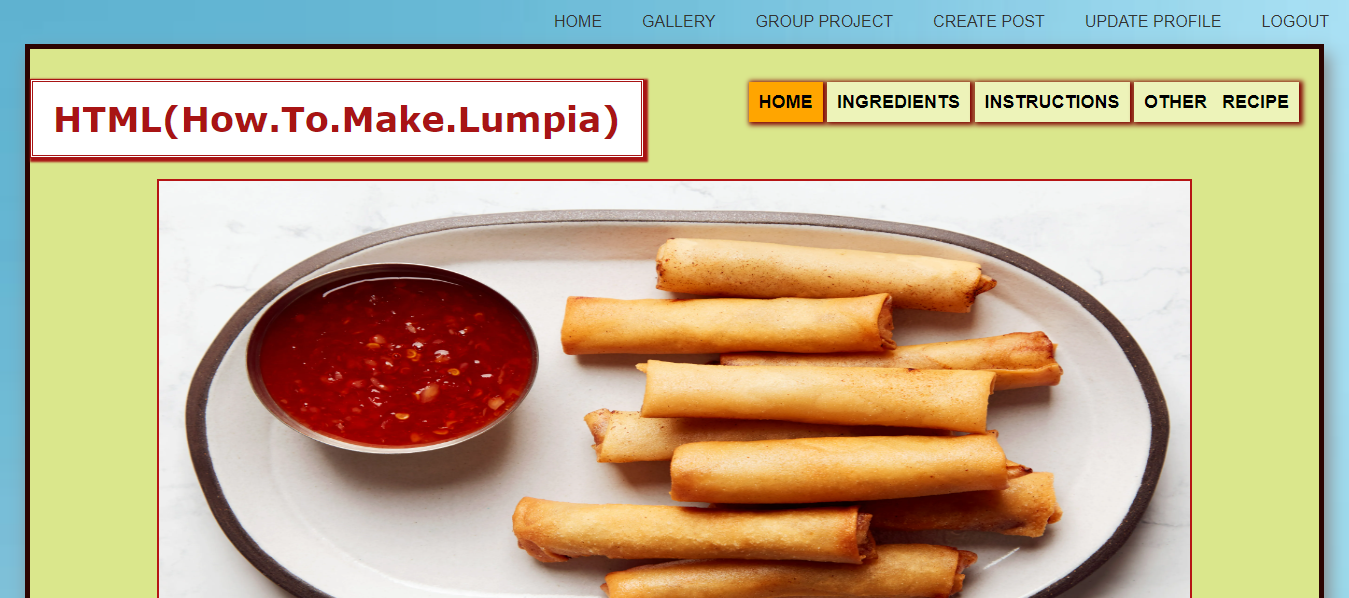 HOME GALLERY GROUP PROJECT CREATE POST UPDATE PROFILE LOGOUT
HTML(How.To.Make.Lumpia)
HOME INGREDIENTS INSTRUCTIONS OTHER RECIPE